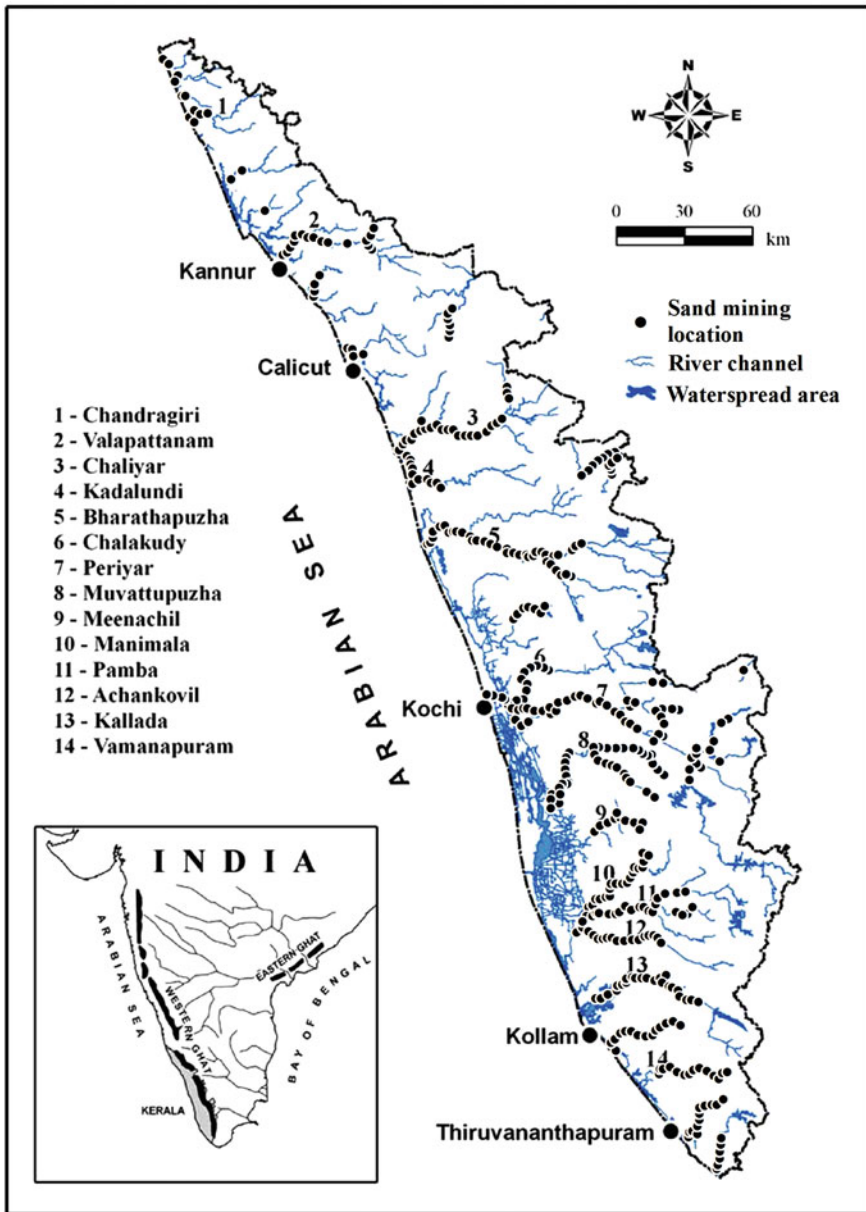 N
W E
S
0 30 60
km
1
2
Kannur
Sand mining
location
River channel
Waterspread area
Calicut
3
4
1 - Chandragiri
2 - Valapattanam
3 - Chaliyar
4 - Kadalundi
5 - Bharathapuzha
6 - Chalakudy
7 - Periyar
8 - Muvattupuzha
9 - Meenachil
10 - Manimala
11 - Pamba
12 - Achankovil
13 - Kallada
14 - Vamanapuram
ARABIAN SEA
5
6
Kochi
7
8
9
10
11
12
13
Kollam
14
Thiruvananthapuram
INDIA
ARABIAN SEA
WESTERN GHAT
EASTERN GHAT
BAY OF BENGAL
KERALA